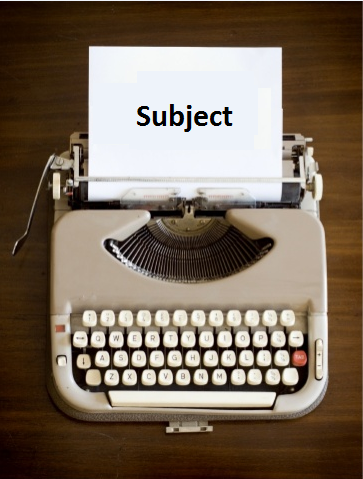 Subject
Q W E R T Y U I O P
A S D F G H J K L
Z X C V B N M